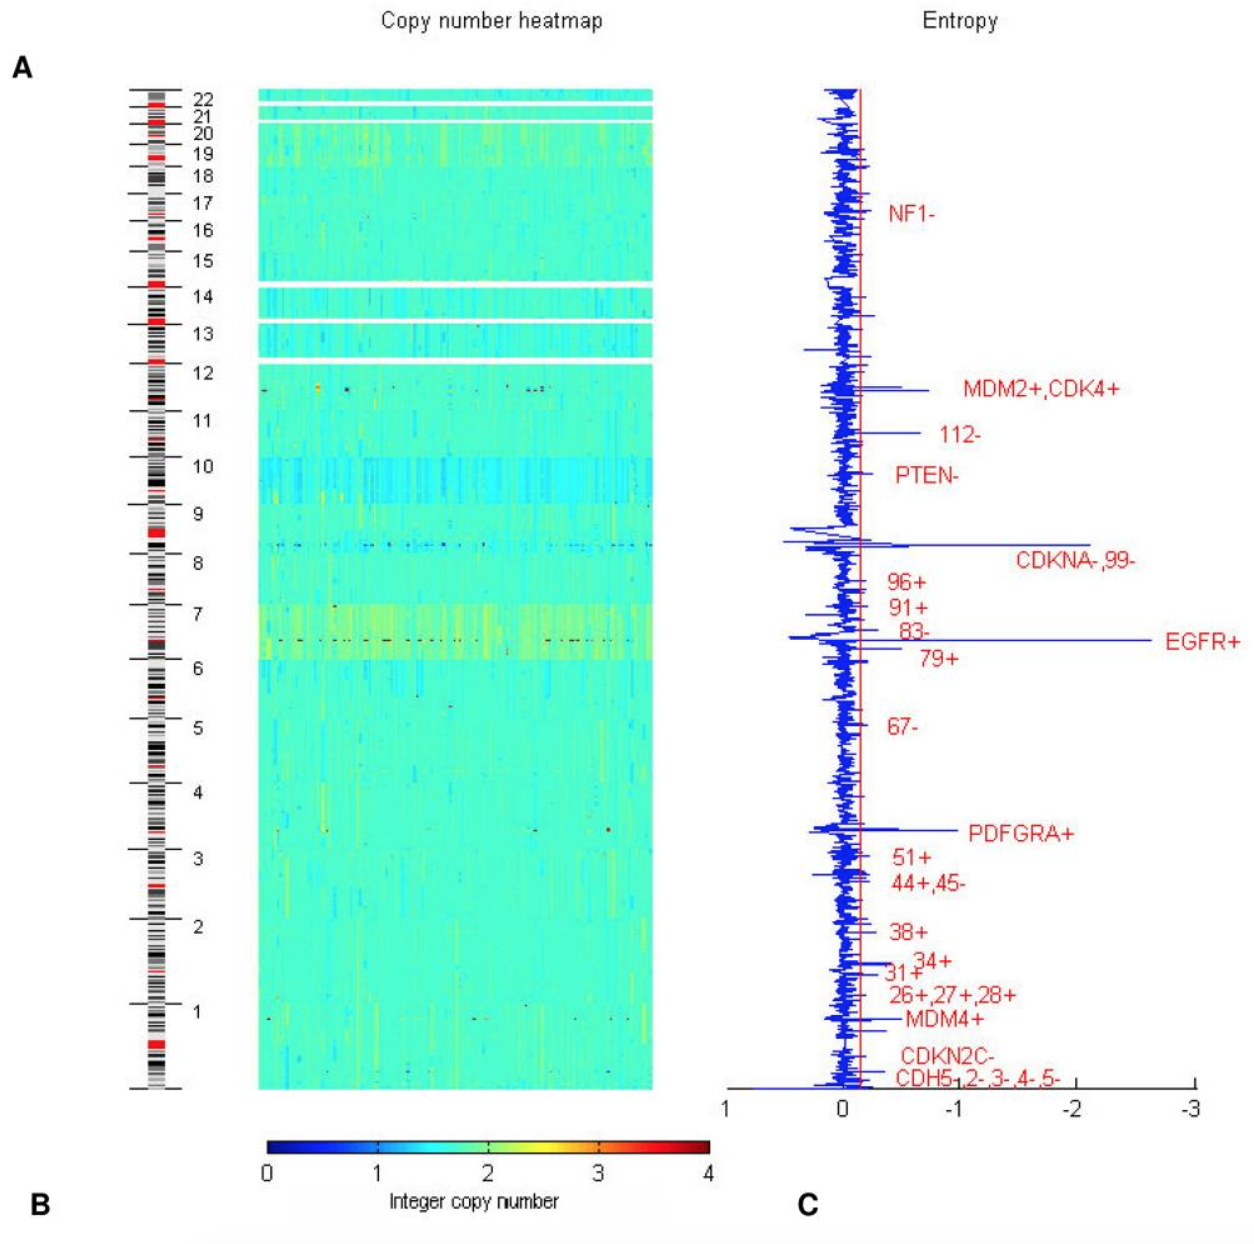 Copy number heatmap
Entropy
A
22
21
20
19
18
17
16
15
14
13
12
11
10
9
8
7
6
5
4
3
2
1
NF1-
MDM2+,CDK4+
112-
PTEN-
CDKNA-,99-
96+
91+
83-
EGFR+
79+
67-
PDFGRA+
51+
44+,45-
38+
34+
31+
26+,27+,28+
MDM4+
CDKN2C-
CDH5-,2-,3-,4-,5-
1 0 -1 -2 -3
0 1 2 3 4
Integer copy number
B
C